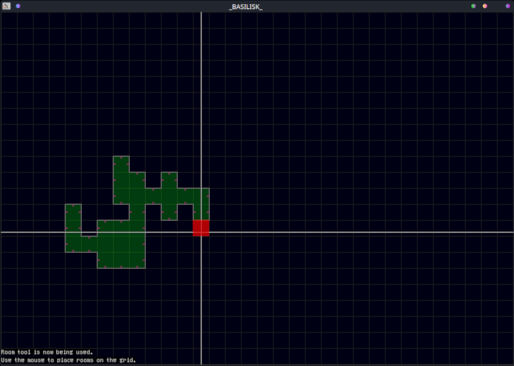 _BASILISK_
Room tool is now being used.
Use the mouse to place rooms on the grid.